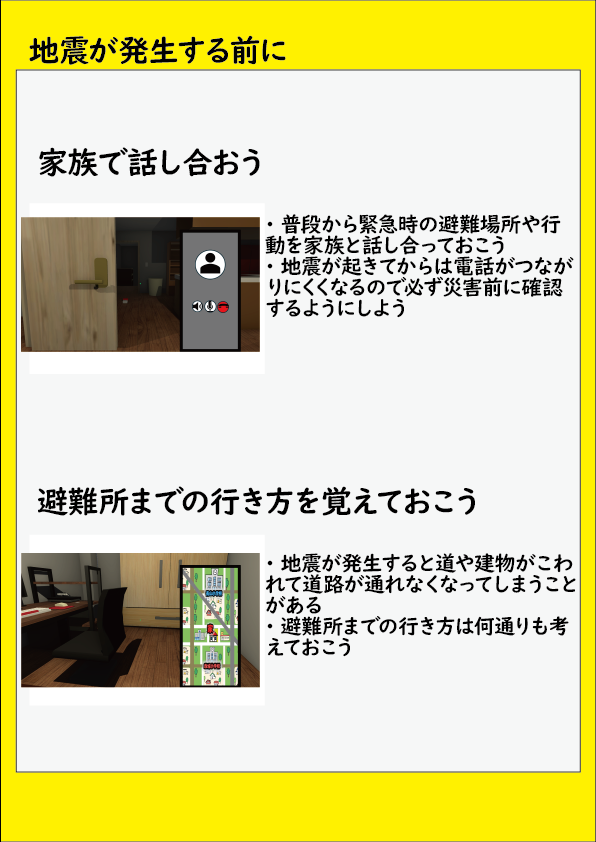 地震が発生する前に
家族で話し合おう
・普段から緊急時の避難場所や行
動を家族と話し合っておこう
・地震が起きてからは電話がつなが
りにくくなるので必ず災害前に確認
するようにしよう
避難所までの行き方を覚えておこう
・地震が発生すると道や建物がこわ
れて道路が通れなくなってしまうこと
がある
・避難所までの行き方は何通りも考
えておこう